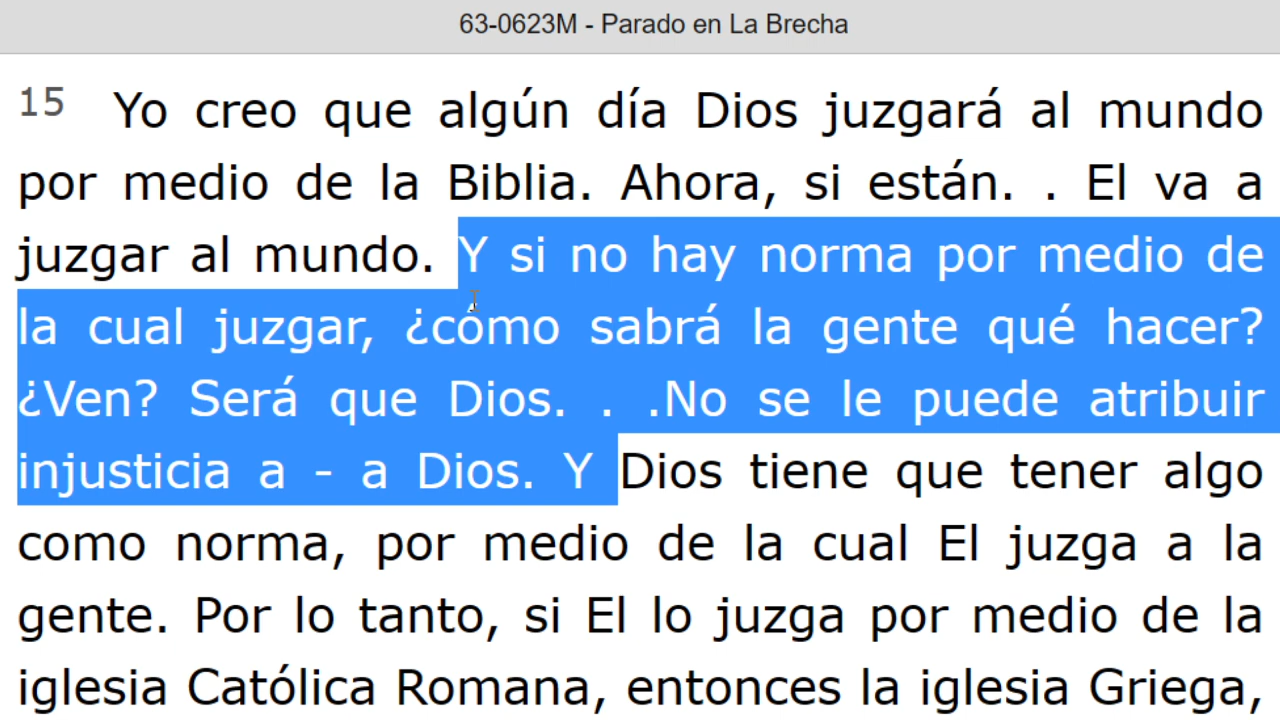 63-0623M - Parado en La Brecha
15 Yo creo que algún día Dios juzgará al mundo
por medio de la Biblia. Ahora, si están. . El va a
juzgar al mundo. Y si no hay norma por medio de
la cual juzgar, ¿cómo sabrá la gente qué hacer?
¿Ven? Será que Dios. . .No se le puede atribuir
injusticia a - a Dios. Y Dios tiene que tener algo
como norma, por medio de la cual El juzga a la
gente. Por lo tanto, si El lo juzga por medio de la
iglesia Católica Romana, entonces la iglesia Griega,